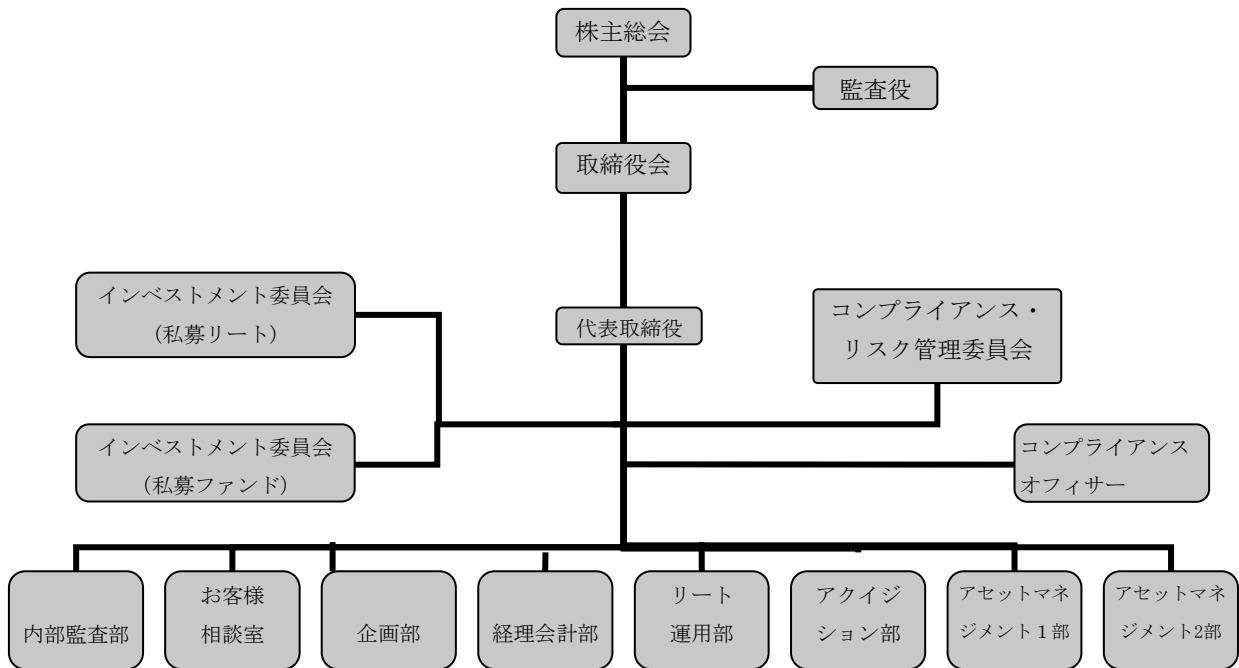 株主総会
監査役
取締役会
インベストメント委員会
(私募リート)
代表取締役
コンプライアンス・
リスク管理委員会
インベストメント委員会
(私募ファンド)
コンプライアンス
オフィサー
内部監査部
お客様
相談室
企画部
経理会計部
リート
運用部
アクイジ
ション部
アセットマネ
ジメント１部
アセットマネ
ジメント2部